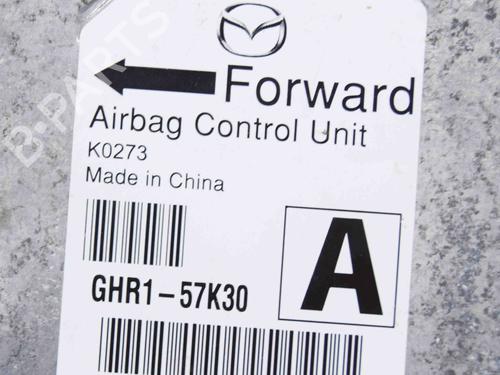 Forward
Airbag Control Unit
K0273
Made in China
GHR1-57K30
A
B-PARTS